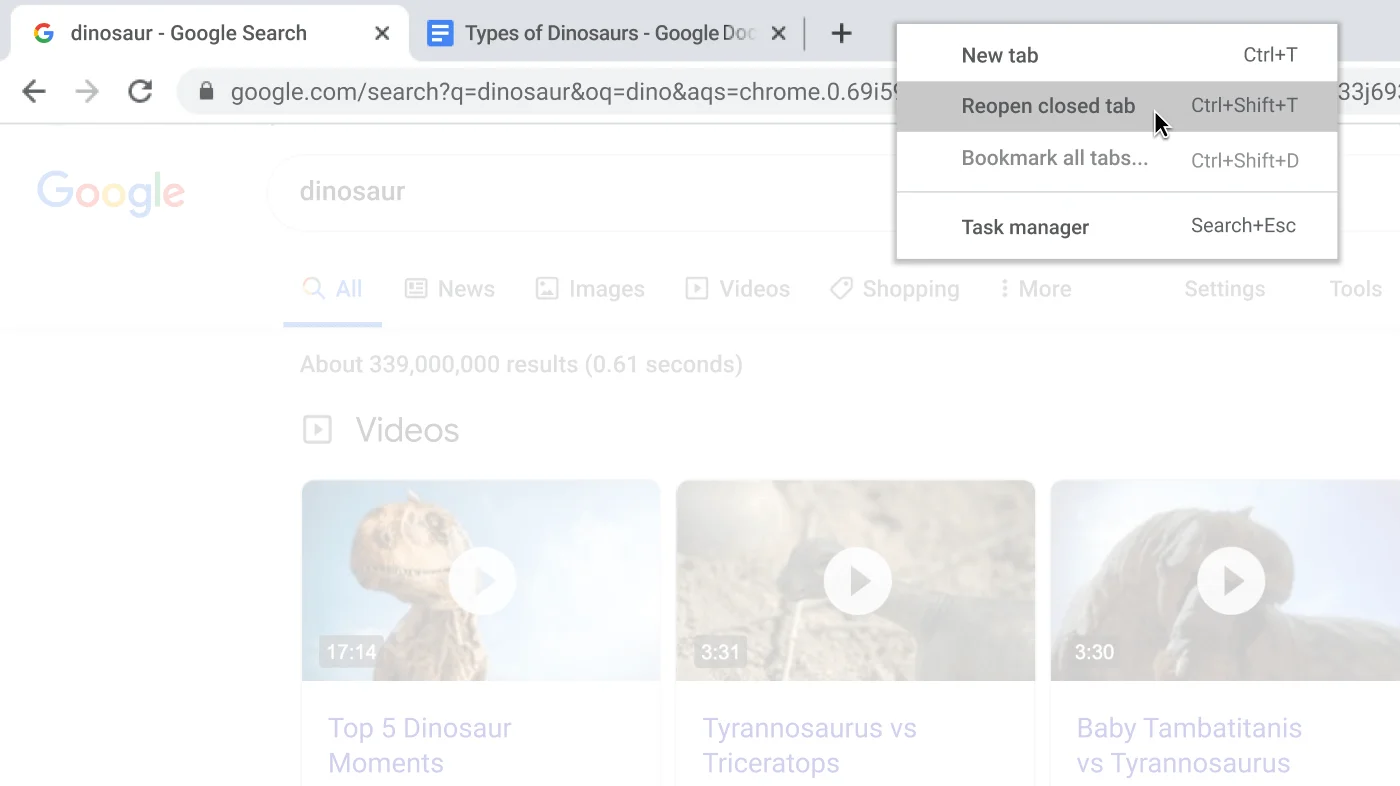 dinosaur - Google Search
Types of Dinosaurs - Google Doc
google.com/search?q=dinosaur&oq=dino&aqs=chrome.0.69i59
33j69
New tab Ctrl+T
Reopen closed tab Ctrl+Shift+T
Bookmark all tabs... Ctrl+Shift+D
Task manager Search+Esc
Google
dinosaur
All News Images Videos Shopping More Settings Tools
About 339,000,000 results (0.61 seconds)
Videos
17:14
3:31
3:30
Top 5 Dinosaur
Moments
Tyrannosaurus vs
Triceratops
Baby Tambatitanis
vs Tyrannosaurus